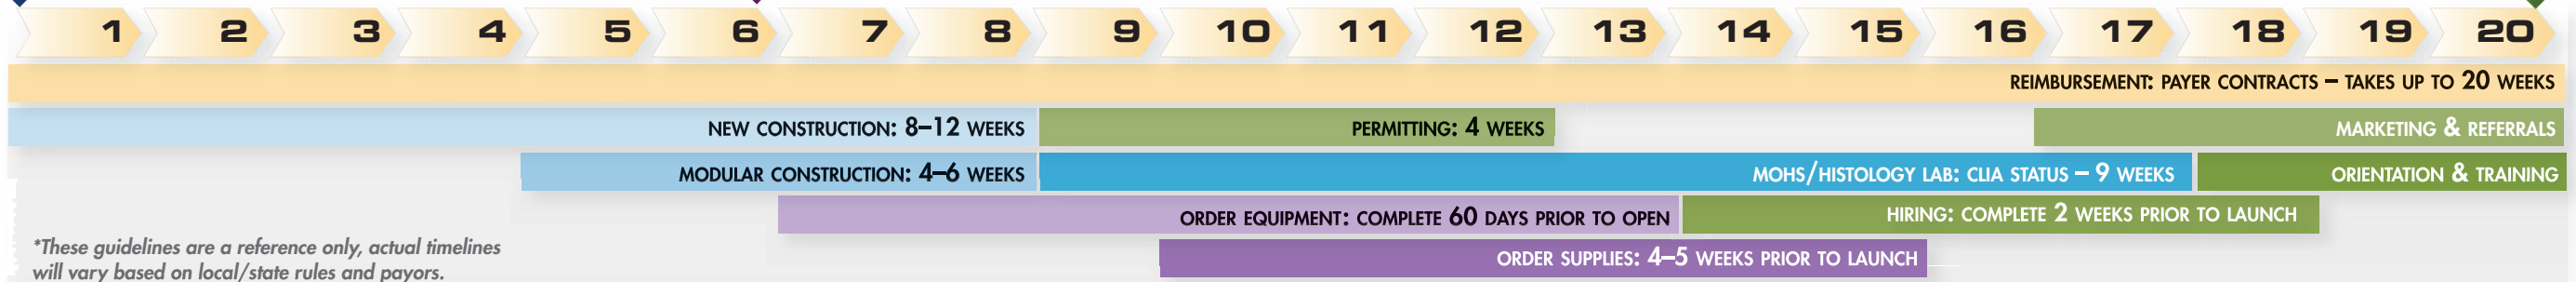 1 2 3 4 5 6 7 8 9 10 11 12 13 14 15 16 17 18 19 20
REIMBURSEMENT: PAYER CONTRACTS – TAKES UP TO 20 WEEKS
NEW CONSTRUCTION: 8–12 WEEKS PERMITTING: 4 WEEKS MARKETING & REFERRALS
MODULAR CONSTRUCTION: 4–6 WEEKS MOHS/HISTOLOGY LAB: CLIA STATUS – 9 WEEKS ORIENTATION & TRAINING
ORDER EQUIPMENT: COMPLETE 60 DAYS PRIOR TO OPEN HIRING: COMPLETE 2 WEEKS PRIOR TO LAUNCH
ORDER SUPPLIES: 4–5 WEEKS PRIOR TO LAUNCH
*These guidelines are a reference only, actual timelines
will vary based on local/state rules and payors.